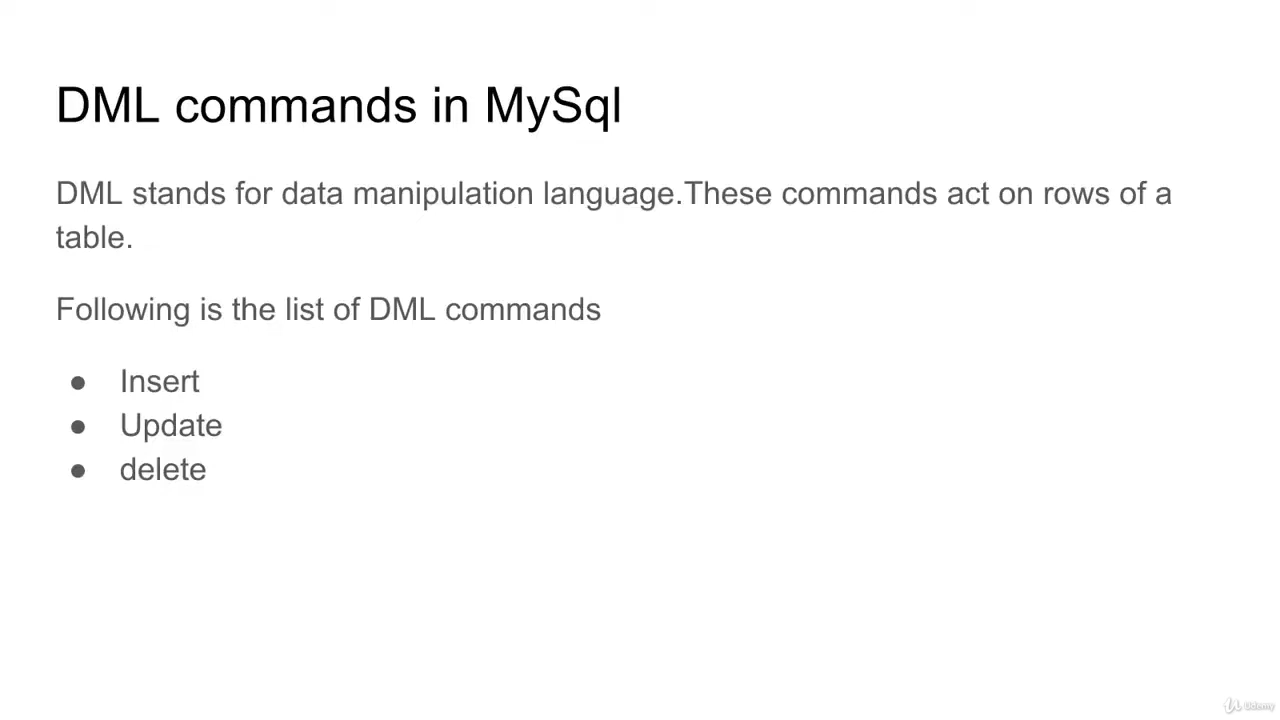 DML commands in MySql
DML stands for data manipulation language.These commands act on rows of a
table.
Following is the list of DML commands
● Insert
● Update
● delete
Udemy